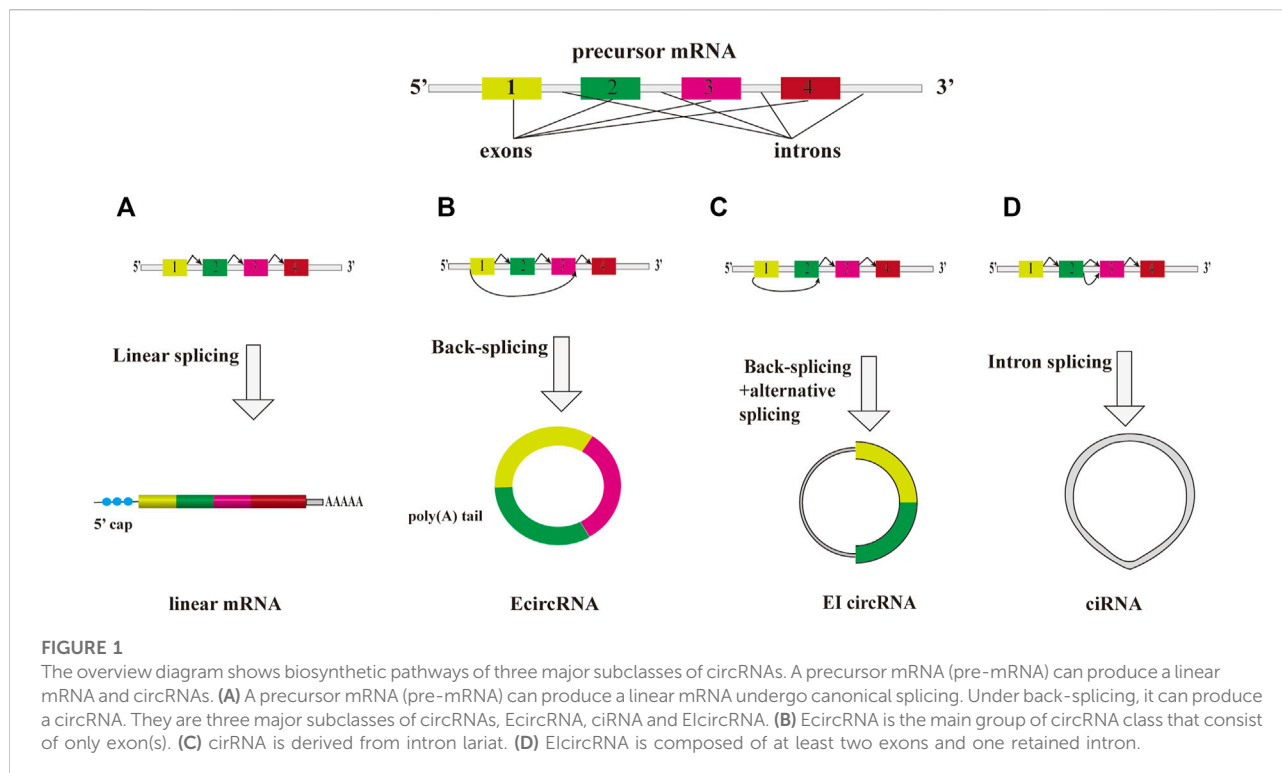 precursor mRNA
5’ 1 2 3 4 3’
exons introns
A B C D
5' 1 2 3 4 3'
5' 1 2 3 4 3'
5' 1 2 3 4 3'
5' 1 2 3 4 3'
Linear splicing
Back-splicing
Back-splicing
+alternative
splicing
Intron splicing
AAAAA
5’ cap
poly(A) tail
linear mRNA
EcircRNA
EI circRNA
ciRNA
FIGURE 1
The overview diagram shows biosynthetic pathways of three major subclasses of circRNAs. A precursor mRNA (pre-mRNA) can produce a linear
mRNA and circRNAs. (A) A precursor mRNA (pre-mRNA) can produce a linear mRNA undergo canonical splicing. Under back-splicing, it can produce
a circRNA. They are three major subclasses of circRNAs, EcircRNA, ciRNA and EIcircRNA. (B) EcircRNA is the main group of circRNA class that consist
of only exon(s). (C) cirRNA is derived from intron lariat. (D) EIcircRNA is composed of at least two exons and one retained intron.